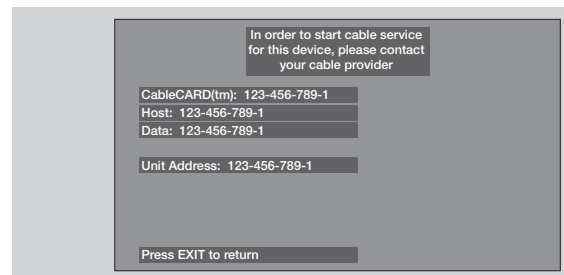 In order to start cable service
for this device, please contact
your cable provider
CableCARD(tm): 123-456-789-1
Host: 123-456-789-1
Data: 123-456-789-1
Unit Address: 123-456-789-1
Press EXIT to return